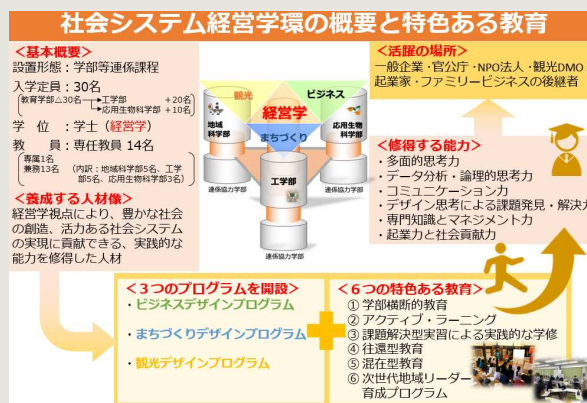 社会システム経営学環の概要と特色ある教育
<基本概要>
設置形態：学部等連係課程
入学定員：30名
教育学部△30名→工学部 +20名
→応用生物科学部 +10名
学 位：学士（経営学）
教 員：専任教員 14名
専属1名
兼務13名 （内訳：地域科学部5名、工学
部5名、応用生物科学部3名）
<養成する人材像>
経営学視点により、豊かな社会
の創造、活力ある社会システム
の実現に貢献できる、実践的な
能力を修得した人材
観光
ビジネス
経営学
まちづくり
地域
科学部
応用生物
科学部
工学部
連係協力学部
連係協力学部
連係協力学部
<活躍の場所>
一般企業・官公庁・NPO法人・観光DMO
起業家・ファミリービジネスの後継者
<修得する能力>
・多面的思考力
・データ分析・論理的思考力
・コミュニケーション力
・デザイン思考による課題発見・解決力
・専門知識とマネジメント力
・起業力と社会貢献力
<３つのプログラムを開設>
・ビジネスデザインプログラム
・まちづくりデザインプログラム
・観光デザインプログラム
<６つの特色ある教育>
① 学部横断的教育
② アクティブ・ラーニング
③ 課題解決型実習による実践的な学修
④ 往還型教育
⑤ 混在型教育
⑥ 次世代地域リーダー
育成プログラム